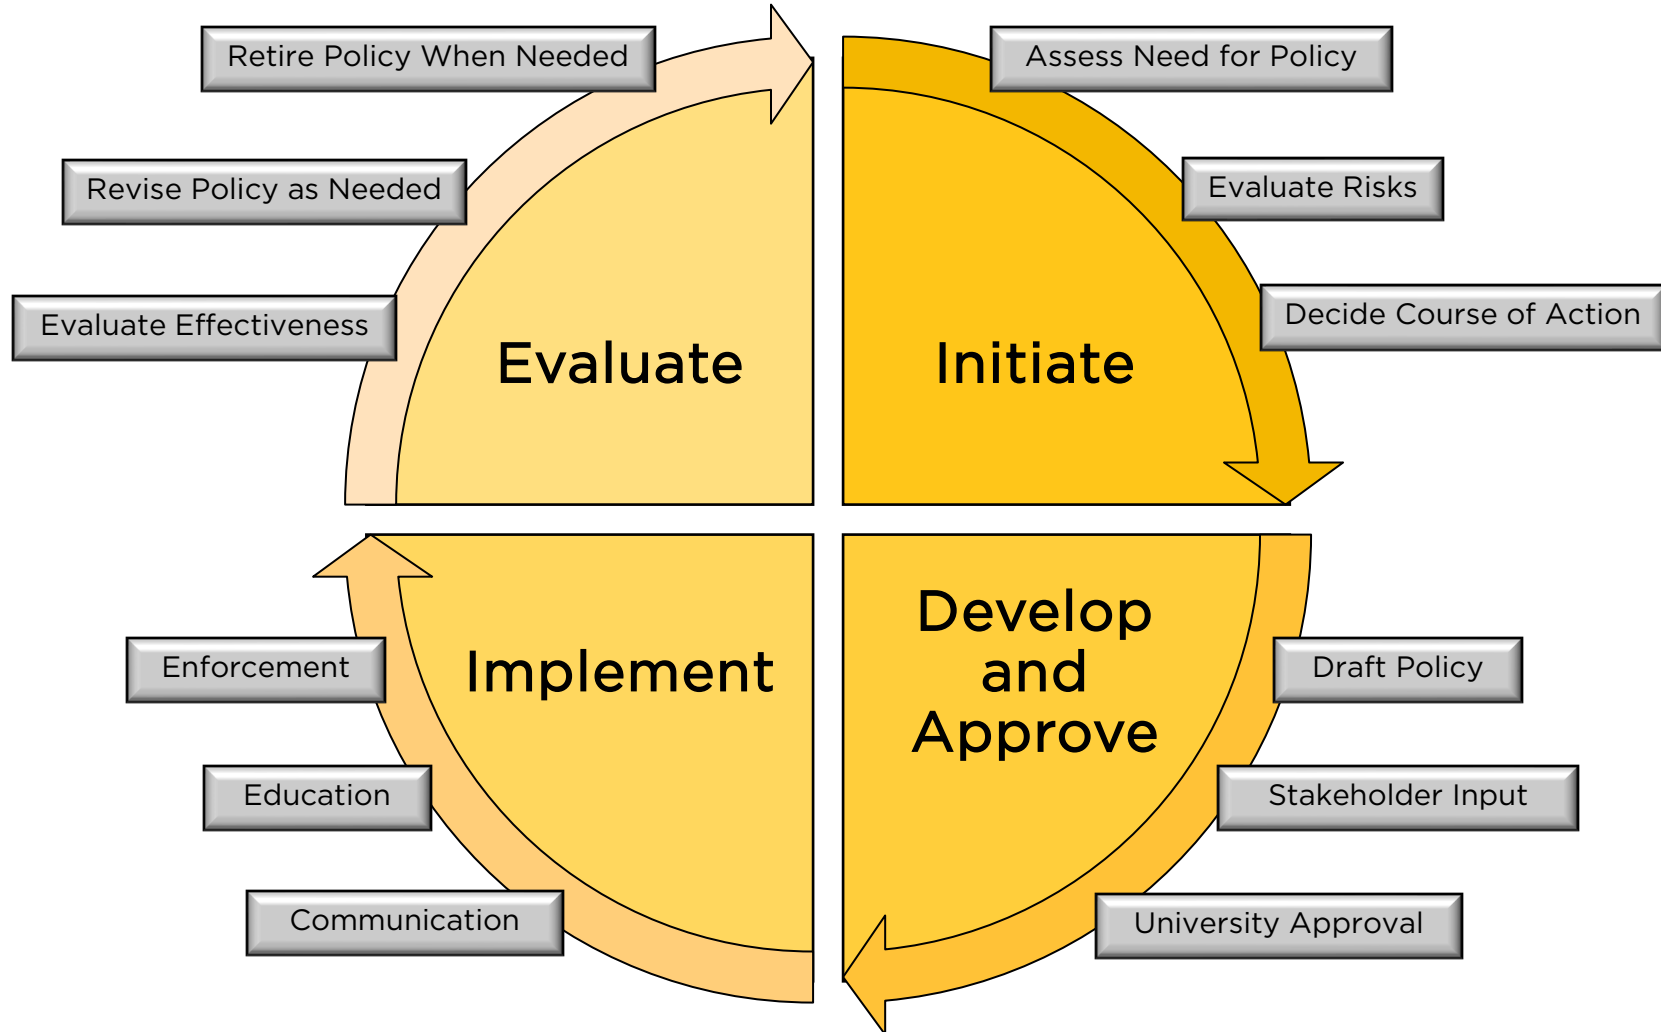 Retire Policy When Needed
Assess Need for Policy
Revise Policy as Needed
Evaluate Risks
Evaluate Effectiveness
Decide Course of Action
Evaluate
Initiate
Develop
and
Approve
Implement
Enforcement
Draft Policy
Education
Stakeholder Input
Communication
University Approval